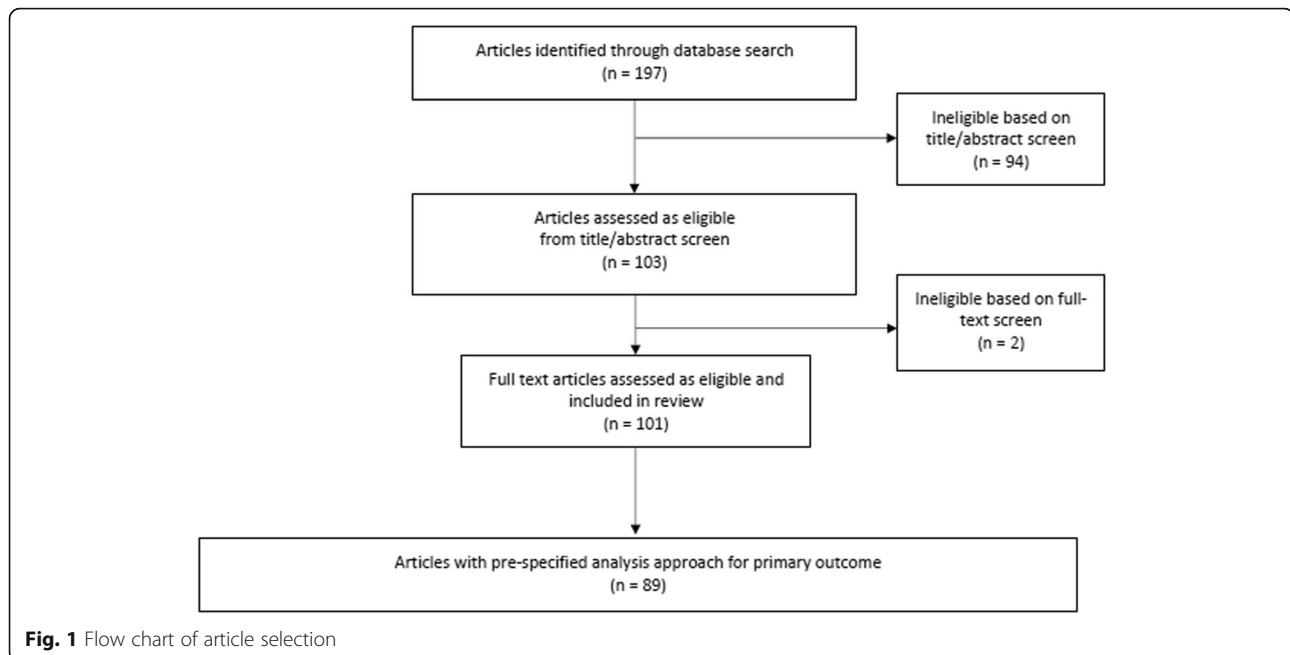 Articles identified through database search
(n = 197)
Ineligible based on
title/abstract screen
(n = 94)
Articles assessed as eligible
from title/abstract screen
(n = 103)
Ineligible based on full-
text screen
(n = 2)
Full text articles assessed as eligible and
included in review
(n = 101)
Articles with pre-specified analysis approach for primary outcome
(n = 89)
Fig. 1 Flow chart of article selection